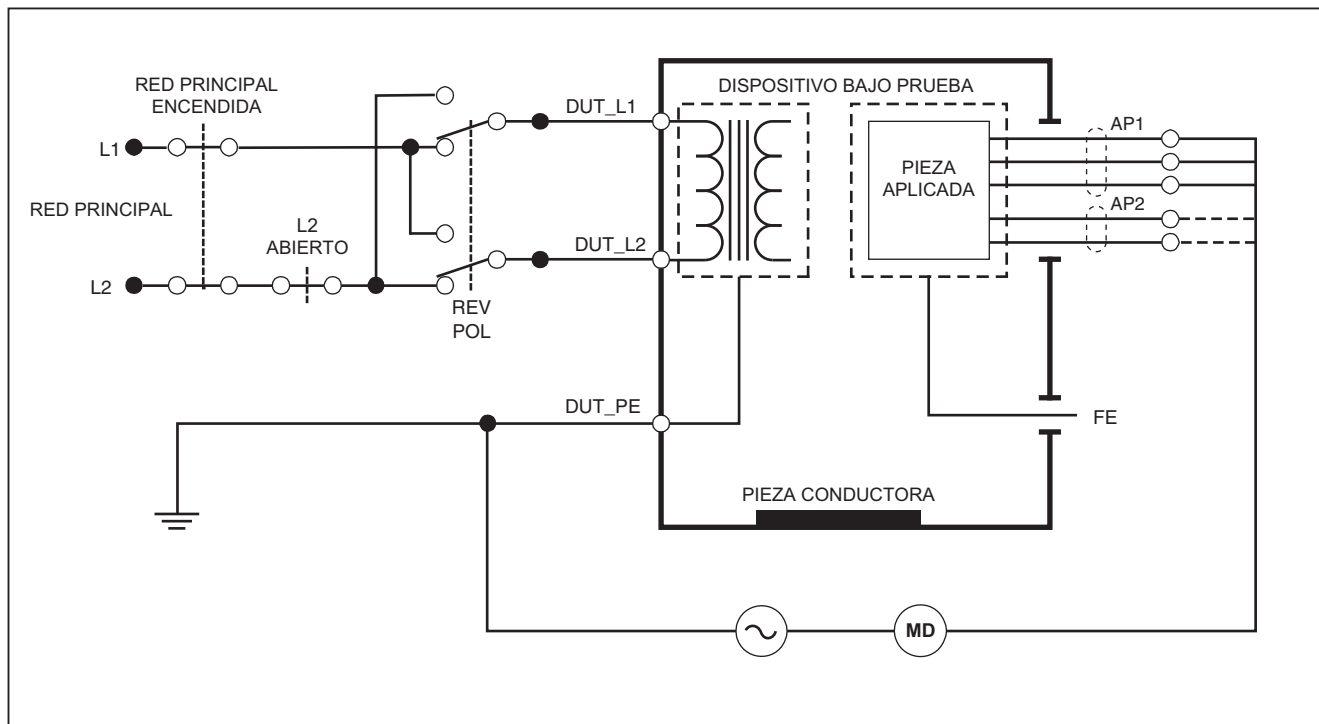 RED PRINCIPAL
ENCENDIDA
L1
RED PRINCIPAL
L2
ABIERTO
L2
REV
POL
DUT_L1
DUT_L2
DUT_PE
DISPOSITIVO BAJO PRUEBA
PIEZA
APLICADA
AP1
AP2
FE
PIEZA CONDUCTORA
MD